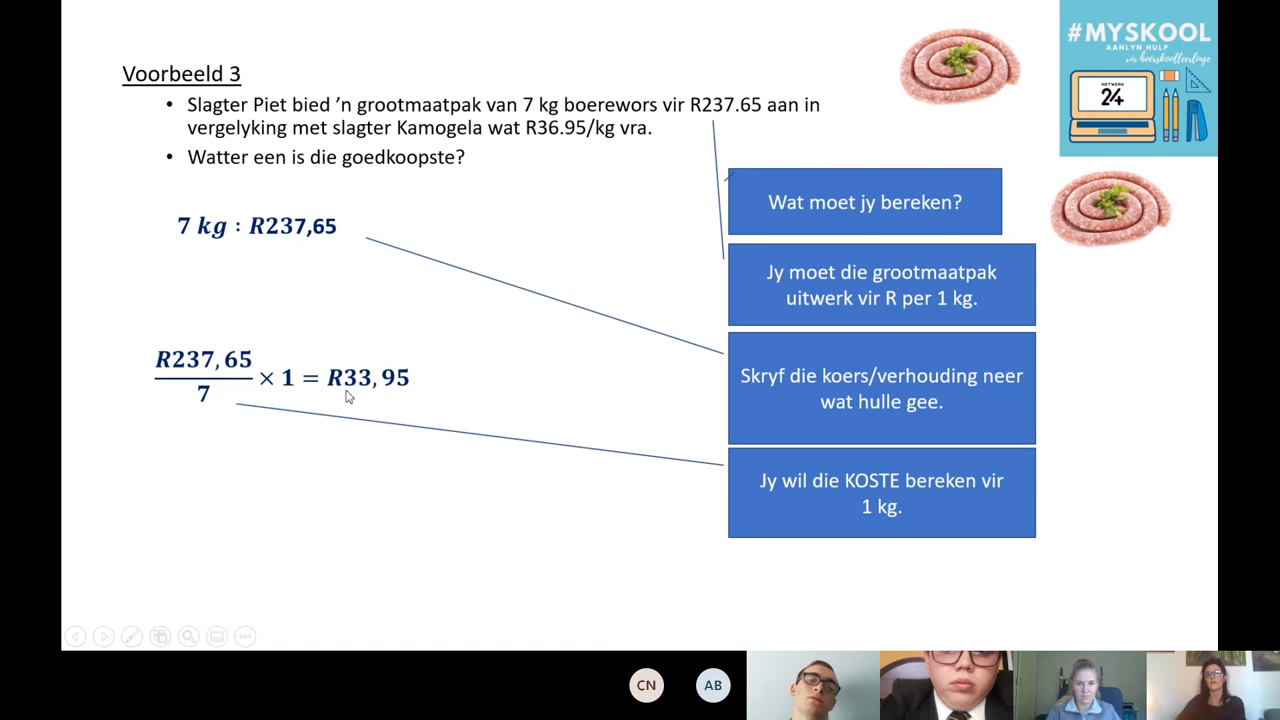 Voorbeeld 3
• Slagter Piet bied 'n grootmaatpak van 7 kg boerewors vir R237.65 aan in
vergelyking met slagter Kamogela wat R36.95/kg vra.
• Watter een is die goedkoopste?
7 kg : R237,65
R237,65
7
× 1 = R33,95
Wat moet jy bereken?
Jy moet die grootmaatpak
uitwerk vir R per 1 kg.
Skryf die koers/verhouding neer
wat hulle gee.
Jy wil die KOSTE bereken vir
1 kg.
#MYSKOOL
AANLYN HULP
vir hoërskoolleerlinge
NETWERK
24
CN
AB